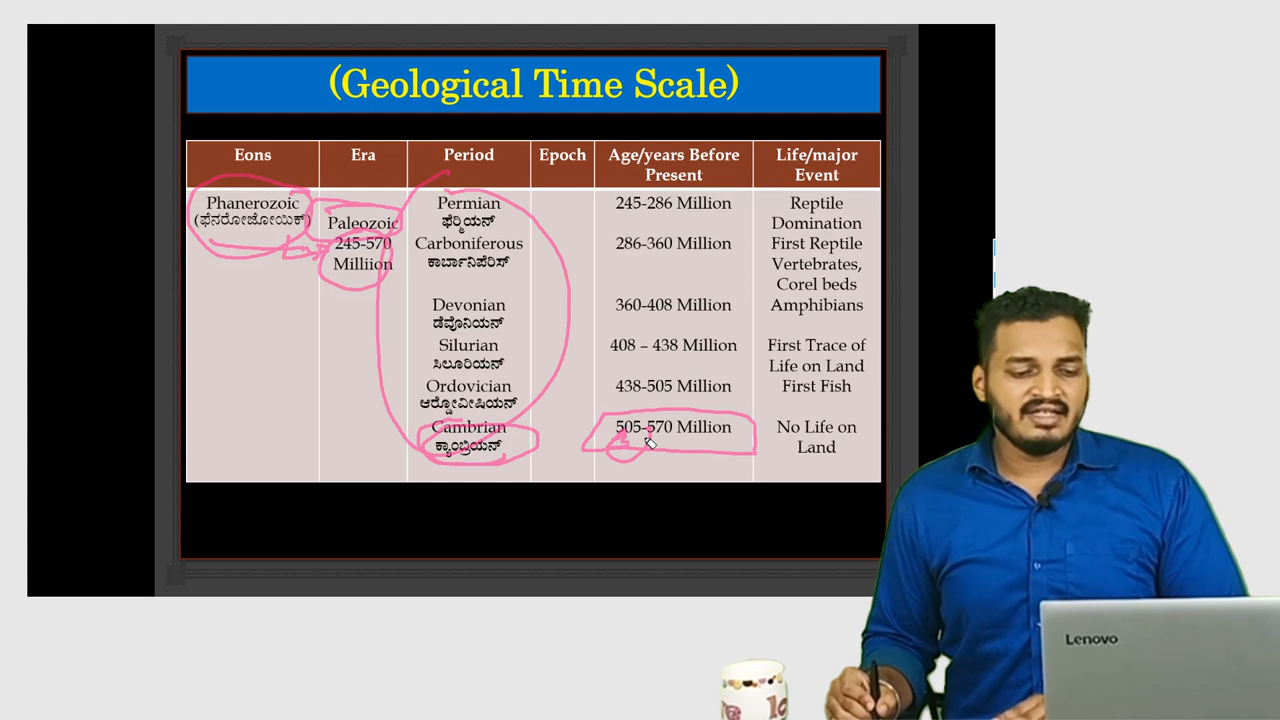 (Geological Time Scale)
Eons Era Period Epoch Age/years Before Present Life/major Event
Phanerozoic
(ಫೆನರೋಜೋಯಿಕ್)
Paleozoic
245-570
Milliion
Permian
ಫೆರ್‍ಮಿಯನ್
245-286 Million
Reptile
Domination
Carboniferous
ಕಾರ್ಬಾನಿಫೆರಿಸ್
286-360 Million
First Reptile
Vertebrates,
Corel beds
Devonian
ಡೆವೊನಿಯನ್
360-408 Million
Amphibians
Silurian
ಸಿಲೂರಿಯನ್
408 – 438 Million
First Trace of
Life on Land
Ordovician
ಆರ್‍ಡೋವೀಷಿಯನ್
438-505 Million
First Fish
Cambrian
ಕ್ಯಾಂಬ್ರಿಯನ್
505-570 Million
No Life on
Land
Lenovo